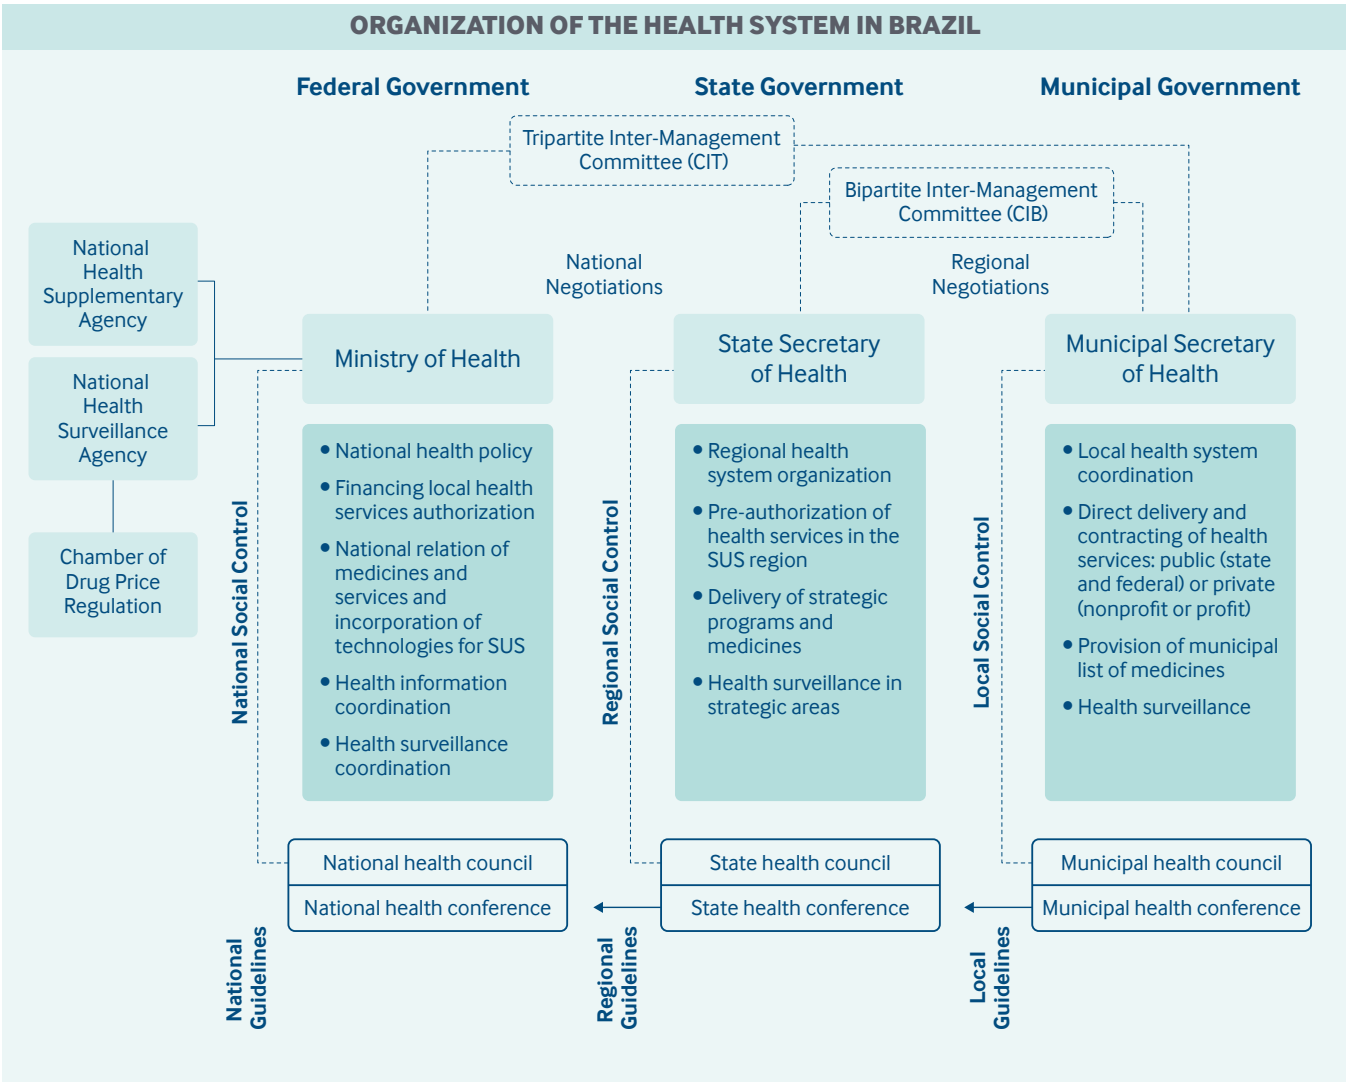 ORGANIZATION OF THE HEALTH SYSTEM IN BRAZIL
Federal Government
State Government
Municipal Government
Tripartite Inter-Management
Committee (CIT)
Bipartite Inter-Management
Committee (CIB)
National
Negotiations
Regional
Negotiations
National
Health
Supplementary
Agency
National
Health
Surveillance
Agency
Chamber of
Drug Price
Regulation
Ministry of Health
State Secretary
of Health
Municipal Secretary
of Health
National Social Control
• National health policy
• Financing local health
services authorization
• National relation of
medicines and
services and
incorporation of
technologies for SUS
• Health information
coordination
• Health surveillance
coordination
Regional Social Control
• Regional health
system organization
• Pre-authorization of
health services in the
SUS region
• Delivery of strategic
programs and
medicines
• Health surveillance in
strategic areas
Local Social Control
• Local health system
coordination
• Direct delivery and
contracting of health
services: public (state
and federal) or private
(nonprofit or profit)
• Provision of municipal
list of medicines
• Health surveillance
National health council
National health conference
State health council
State health conference
Municipal health council
Municipal health conference
National
Guidelines
Regional
Guidelines
Local
Guidelines